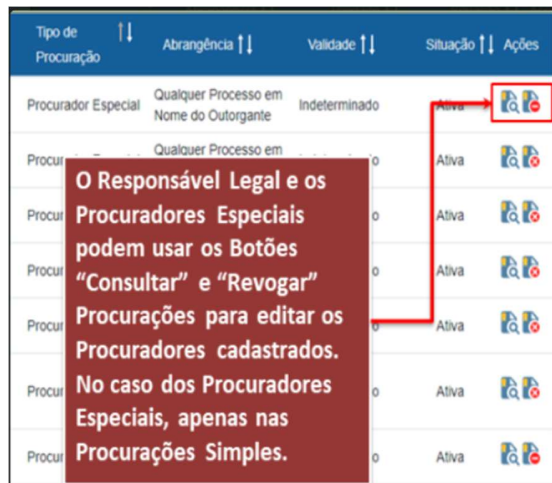 Tipo de Procuração Abrangência Validade Situação Ações
Procurador Especial Qualquer Processo em Nome do Outorgante Indeterminado Ativa
Qualquer Processo em
Ativa
O Responsável Legal e os
Procuradores Especiais
podem usar os Botões
“Consultar” e “Revogar”
Procurações para editar os
Procuradores cadastrados.
No caso dos Procuradores
Especiais, apenas nas
Procurações Simples.
Ativa
Ativa
Ativa
Ativa
Ativa